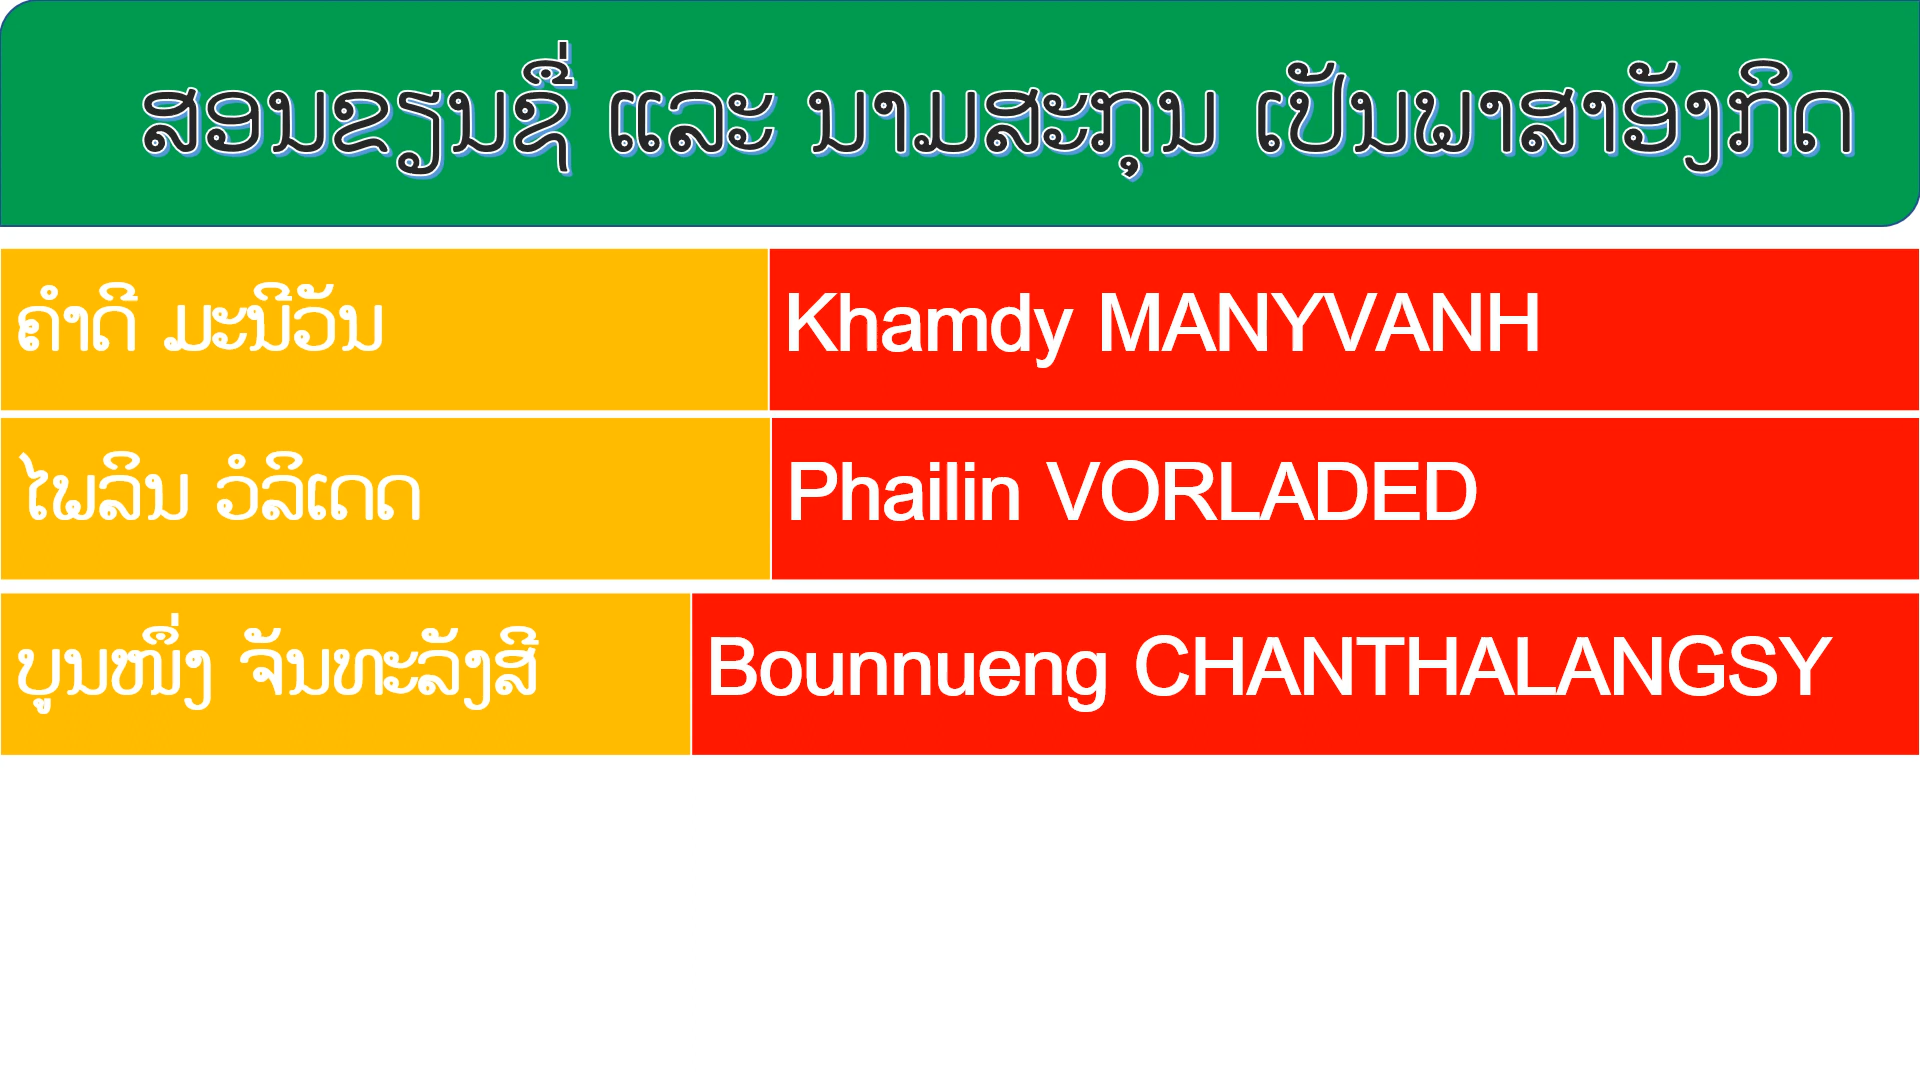 ສອນຂຽນຊື່ ແລະ ນາມສະກຸນ ເປັນພາສາອັງກິດ
ຄຳດີ ມະນີວັນ
Khamdy MANYVANH
ໄພລິນ ວໍລິເດດ
Phailin VORLADED
ບູນໜຶ່ງ ຈັນທະລັງສີ
Bounnueng CHANTHALANGSY